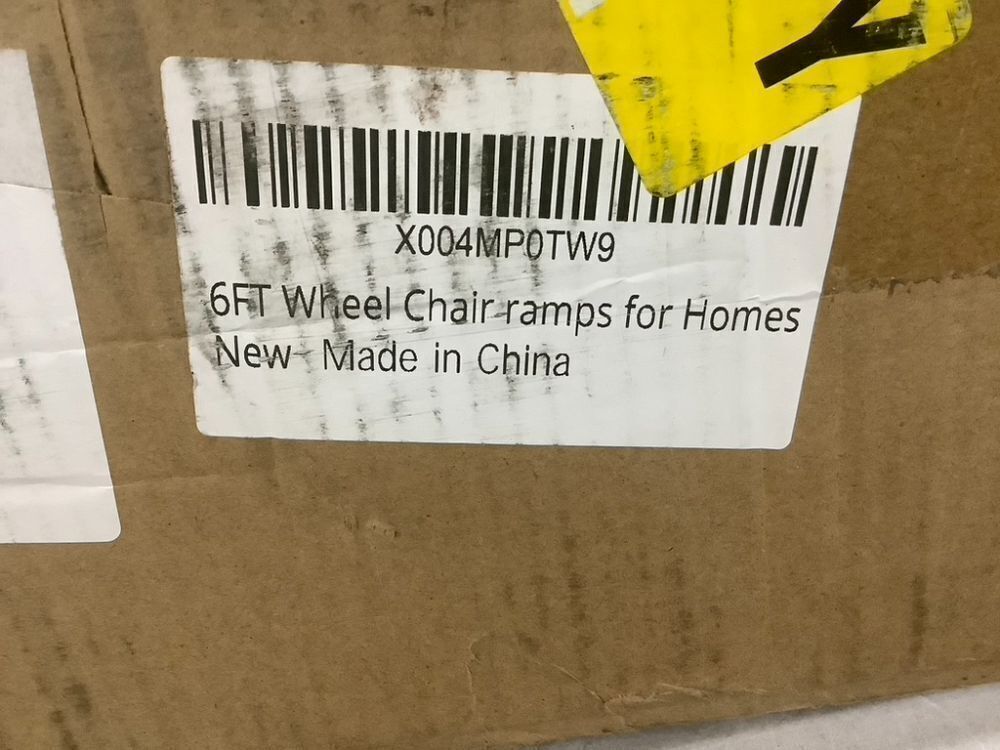 Y
X004MP0TW9
6FT Wheel Chair ramps for Homes
New Made in China